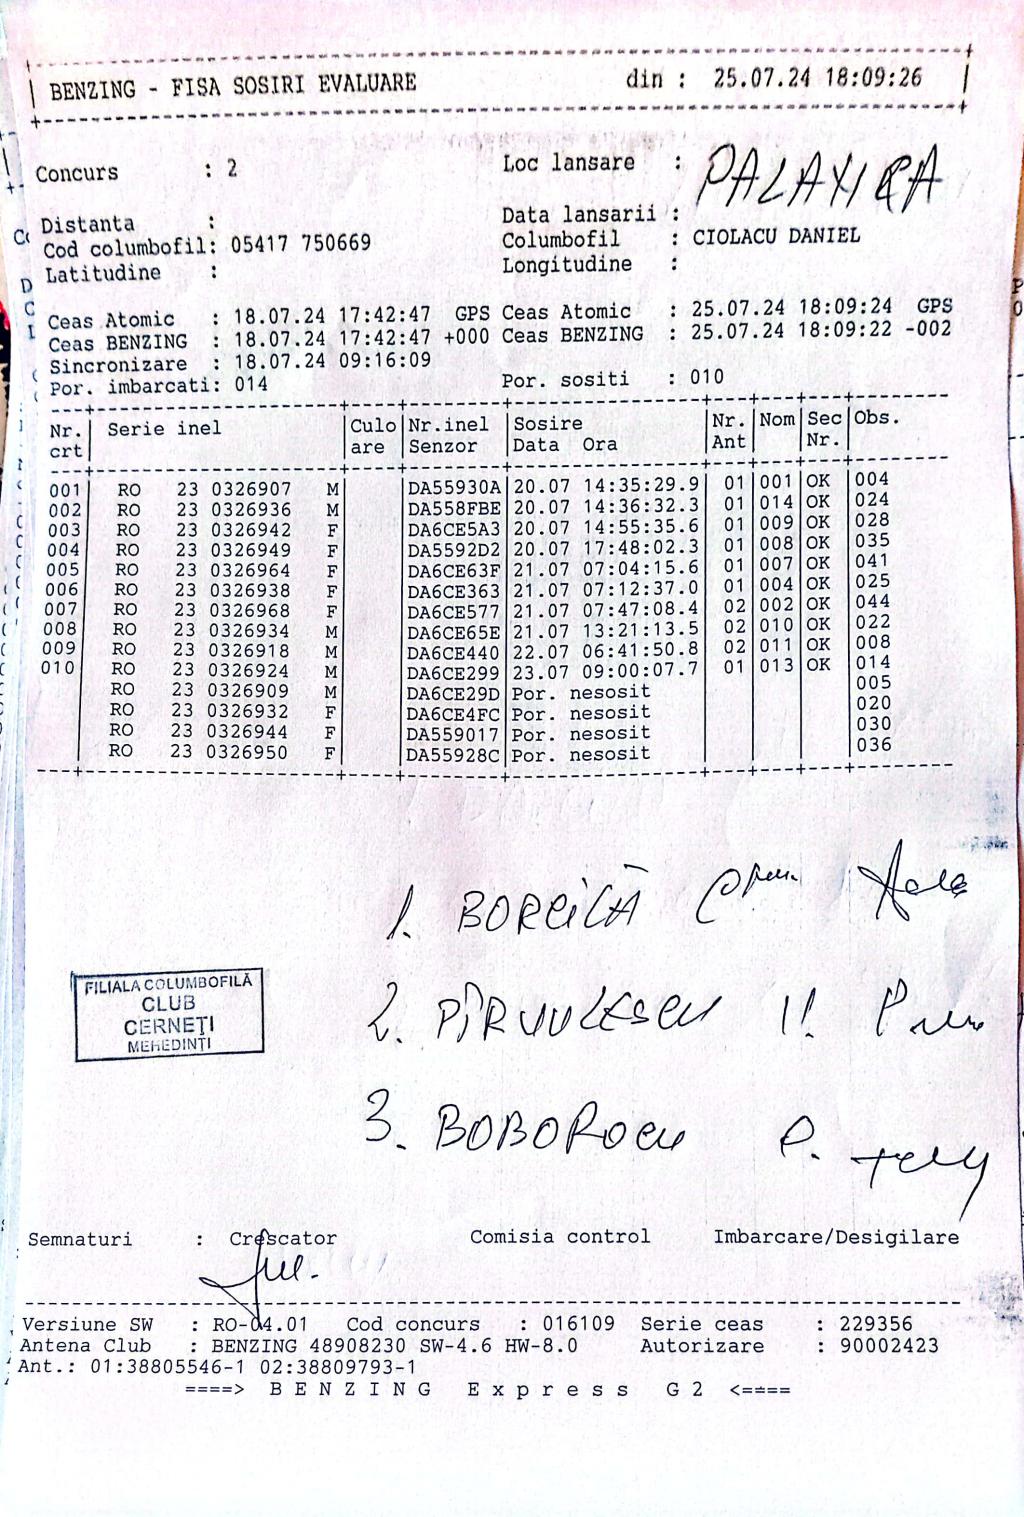 BENZING - FISA SOSIRI EVALUARE din : 25.07.24 18:09:26
Concurs : 2 Loc lansare :
Distanta : Data lansarii :
Cod columbofil: 05417 750669 Columbofil : CIOLACU DANIEL
Latitudine : Longitudine :
Ceas Atomic : 18.07.24 17:42:47 GPS Ceas Atomic : 25.07.24 18:09:24 GPS
Ceas BENZING : 18.07.24 17:42:47 +000 Ceas BENZING : 25.07.24 18:09:22 -002
Sincronizare : 18.07.24 09:16:09
Por. imbarcati: 014 Por. sositi : 010
Nr. Serie inel Culo Nr.inel Sosire Nr. Nom Sec Obs.
crt are Senzor Data Ora Ant Nr.
001 RO 23 0326907 M DA55930A 20.07 14:35:29.9 01 001 OK 004
002 RO 23 0326936 M DA558FBE 20.07 14:36:32.3 01 014 OK 024
003 RO 23 0326942 F DA6CE5A3 20.07 14:55:35.6 01 009 OK 028
004 RO 23 0326949 F DA5592D2 20.07 17:48:02.3 01 008 OK 035
005 RO 23 0326964 F DA6CE63F 21.07 07:04:15.6 01 007 OK 041
006 RO 23 0326938 F DA6CE363 21.07 07:12:37.0 01 004 OK 025
007 RO 23 0326968 F DA6CE577 21.07 07:47:08.4 02 002 OK 044
008 RO 23 0326934 M DA6CE65E 21.07 13:21:13.5 02 010 OK 022
009 RO 23 0326918 M DA6CE440 22.07 06:41:50.8 02 011 OK 008
010 RO 23 0326924 M DA6CE299 23.07 09:00:07.7 01 013 OK 014
RO 23 0326909 M DA6CE29D Por. nesosit 005
RO 23 0326932 F DA6CE4FC Por. nesosit 020
RO 23 0326944 F DA559017 Por. nesosit 030
RO 23 0326950 F DA55928C Por. nesosit 036
1. BORCILĂ
FILIALA COLUMBOFILĂ
CLUB
CERNEȚI
MEHEDINȚI
2. PÎRVULESCU
3. BOBOROCU P.
Semnaturi : Crescator Comisia control Imbarcare/Desigilare
Versiune SW : RO-04.01 Cod concurs : 016109 Serie ceas : 229356
Antena Club : BENZING 48908230 SW-4.6 HW-8.0 Autorizare : 90002423
Ant.: 01:38805546-1 02:38809793-1
====> B E N Z I N G E x p r e s s G 2 <====